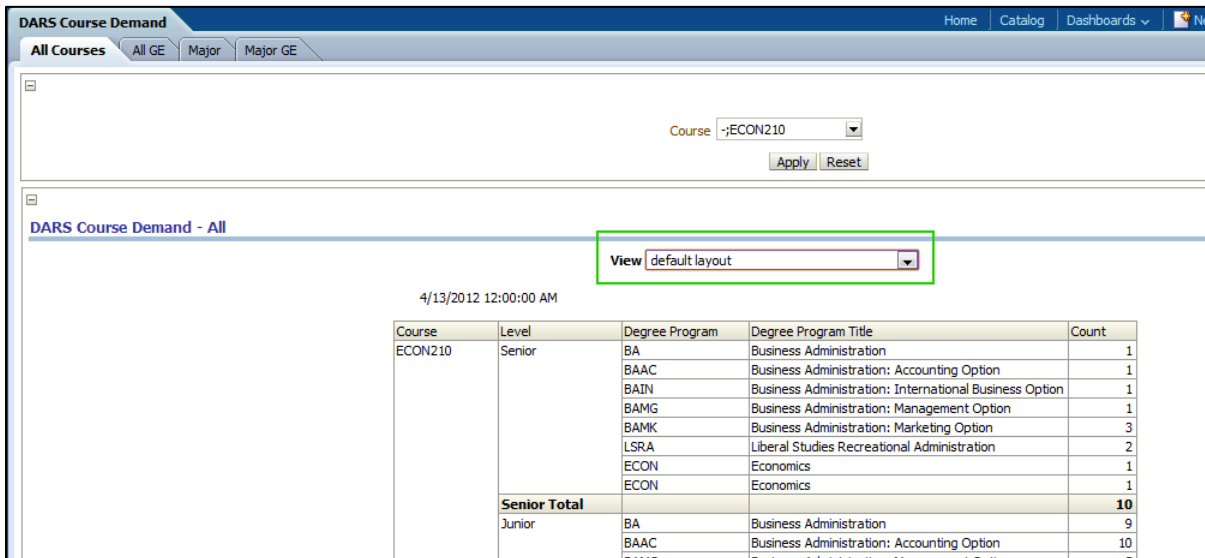 DARS Course Demand
Home Catalog Dashboards
All Courses All GE Major Major GE
Course -;ECON210
Apply Reset
DARS Course Demand - All
View default layout
4/13/2012 12:00:00 AM
Course Level Degree Program Degree Program Title Count
ECON210 Senior BA Business Administration 1
BAAC Business Administration: Accounting Option 1
BAIN Business Administration: International Business Option 1
BAMG Business Administration: Management Option 1
BAMK Business Administration: Marketing Option 3
LSRA Liberal Studies Recreational Administration 2
ECON Economics 1
ECON Economics 1
Senior Total 10
Junior BA Business Administration 9
BAAC Business Administration: Accounting Option 10